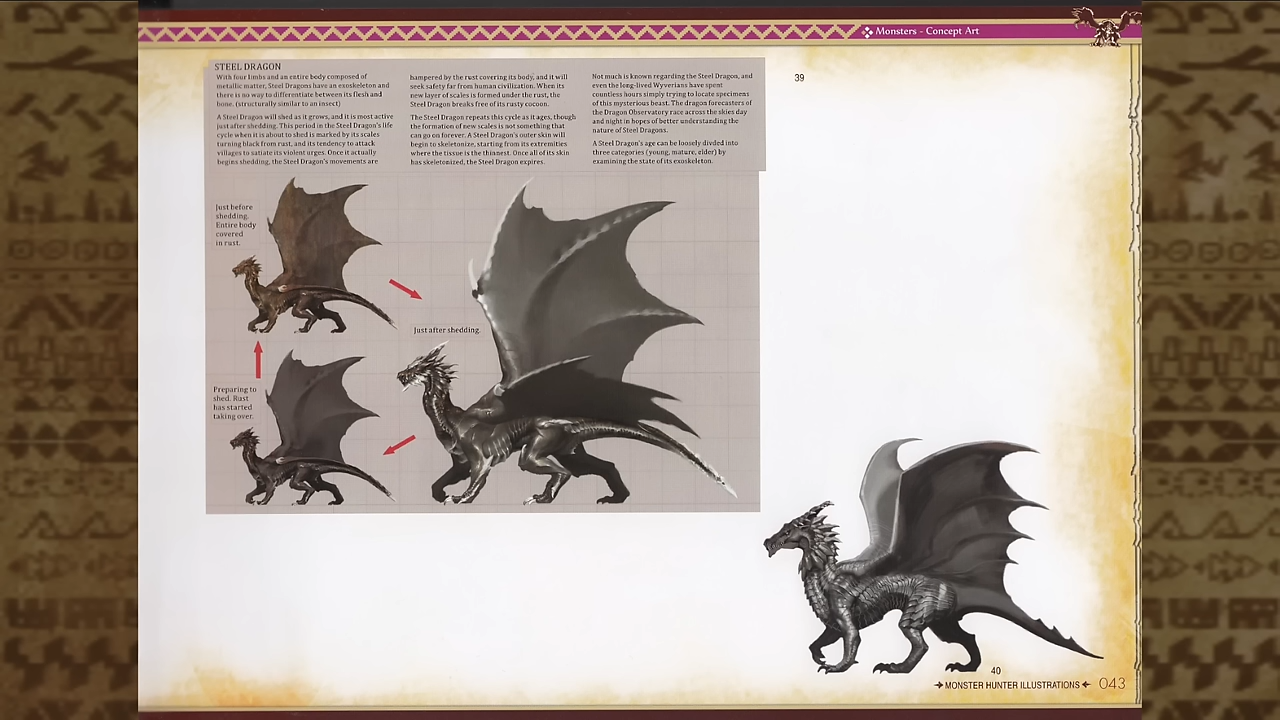 Monsters - Concept Art
STEEL DRAGON
With four limbs and an entire body composed of
metallic matter, Steel Dragons have an exoskeleton and
there is no way to differentiate between its flesh and
bone. (structurally similar to an insect)
A Steel Dragon will shed as it grows, and it is most active
just after shedding. This period in the Steel Dragon's life
cycle when it is about to shed is marked by its scales
turning black from rust, and its tendency to attack
villages to satiate its violent urges. Once it actually
begins shedding, the Steel Dragon's movements are
hampered by the rust covering its body, and it will
seek safety far from human civilization. When its
new layer of scales is formed under the rust, the
Steel Dragon breaks free of its rusty cocoon.
The Steel Dragon repeats this cycle as it ages, though
the formation of new scales is not something that
can go on forever. A Steel Dragon's outer skin will
begin to skeletonize, starting from its extremities
where the tissue is the thinnest. Once all of its skin
has skeletonized, the Steel Dragon expires.
Not much is known regarding the Steel Dragon, and
even the long-lived Wyverians have spent
countless hours simply trying to locate specimens
of this mysterious beast. The dragon forecasters of
the Dragon Observatory race across the skies day
and night in hopes of better understanding the
nature of Steel Dragons.
A Steel Dragon's age can be loosely divded into
three categories (young, mature, elder) by
examining the state of its exoskeleton.
39
Just before
shedding.
Entire body
covered
in rust.
Just after shedding.
Preparing to
shed. Rust
has started
taking over.
40
MONSTER HUNTER ILLUSTRATIONS
043